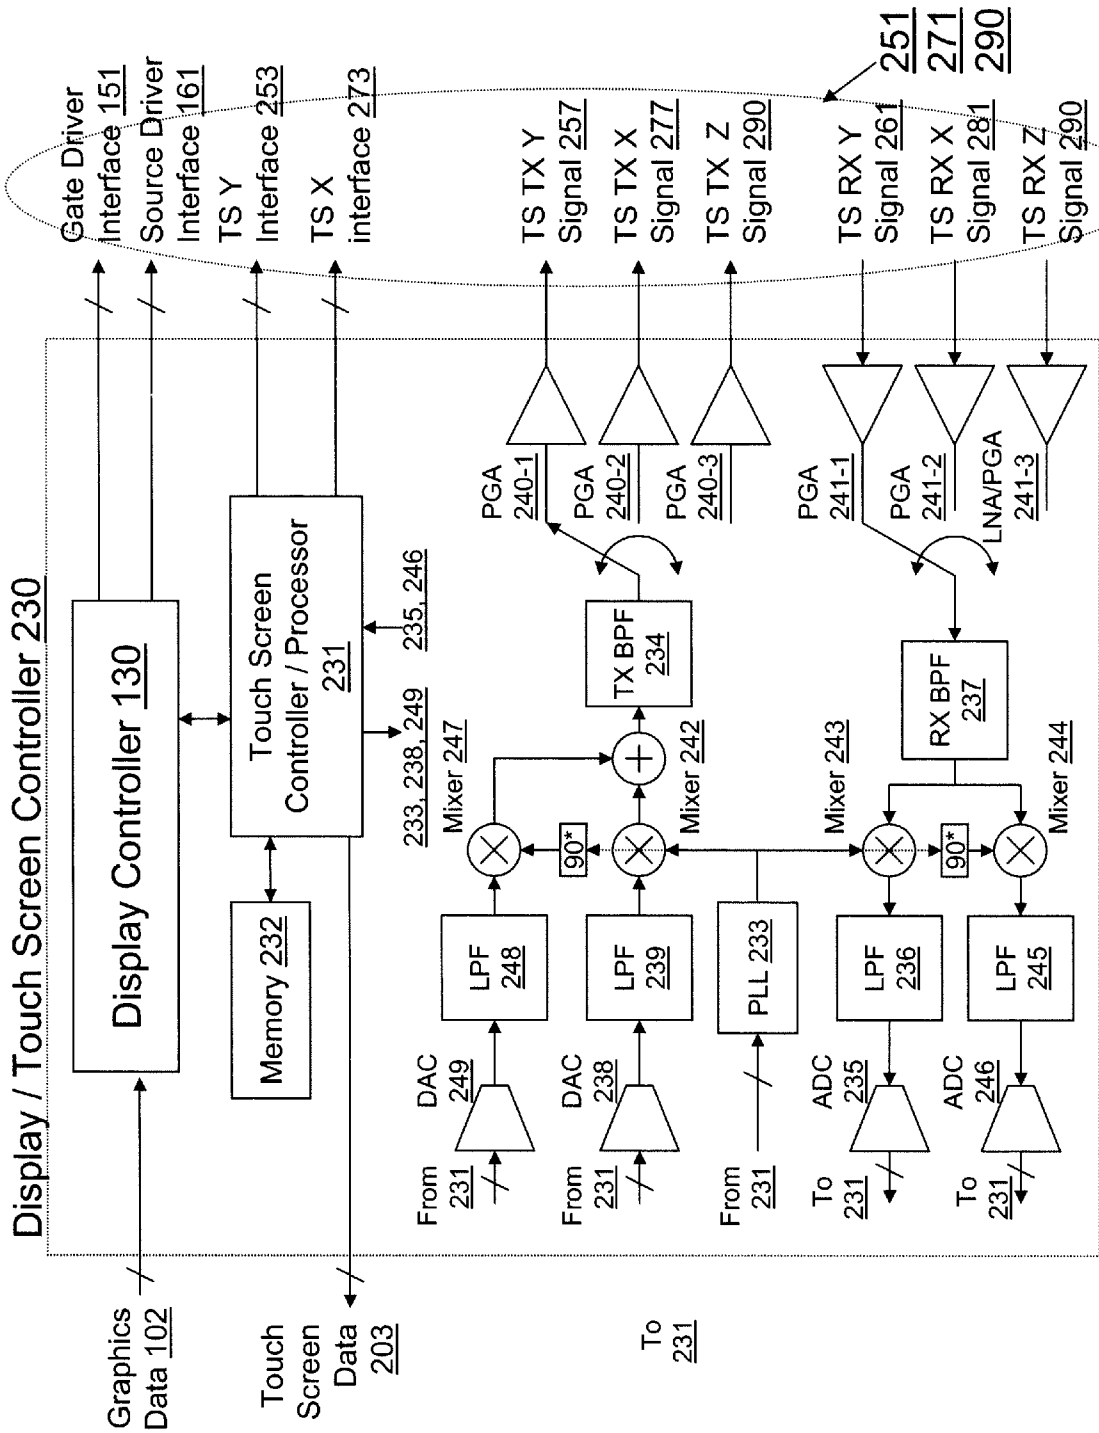 Display / Touch Screen Controller 230
Graphics
Data 102
Display Controller 130
Gate Driver
Interface 151
Source Driver
Interface 161
Touch
Screen
Data
203
Memory 232
Touch Screen
Controller / Processor
231
TS Y
Interface 253
TS X
interface 273
233, 238, 249
235, 246
From
231
DAC
249
LPF
248
Mixer 247
90*
From
231
DAC
238
LPF
239
Mixer 242
+
TX BPF
234
PGA
240-1
PGA
240-2
PGA
240-3
TS TX Y
Signal 257
TS TX X
Signal 277
TS TX Z
Signal 290
To
231
From
231
PLL 233
To
231
ADC
235
LPF
236
Mixer 243
90*
To
231
ADC
246
LPF
245
Mixer 244
RX BPF
237
PGA
241-1
PGA
241-2
LNA/PGA
241-3
TS RX Y
Signal 261
TS RX X
Signal 281
TS RX Z
Signal 290
251
271
290